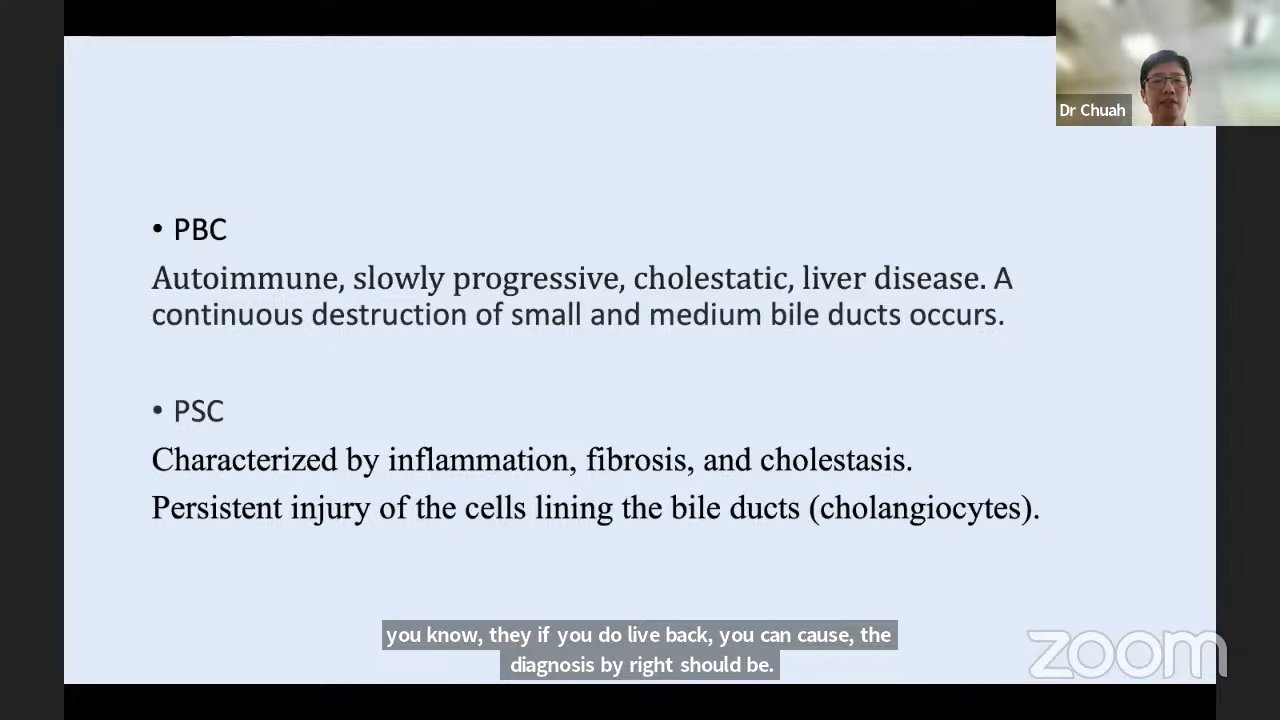 Dr Chuah
• PBC
Autoimmune, slowly progressive, cholestatic, liver disease. A
continuous destruction of small and medium bile ducts occurs.
• PSC
Characterized by inflammation, fibrosis, and cholestasis.
Persistent injury of the cells lining the bile ducts (cholangiocytes).
you know, they if you do live back, you can cause, the
diagnosis by right should be.
zoom